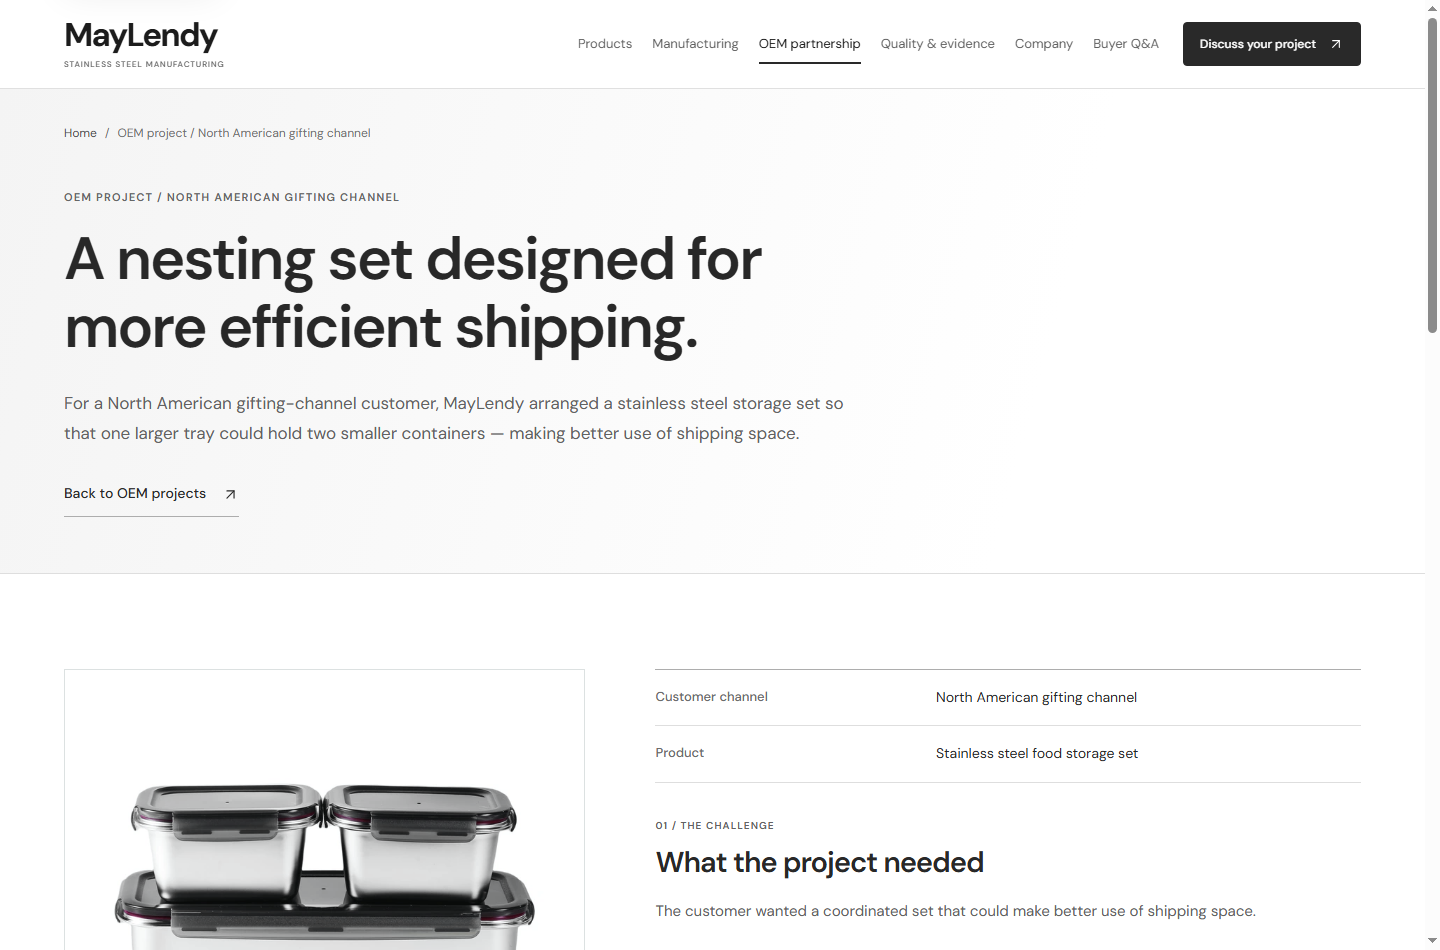 MayLendy
STAINLESS STEEL MANUFACTURING
Products
Manufacturing
OEM partnership
Quality & evidence
Company
Buyer Q&A
Discuss your project
Home / OEM project / North American gifting channel
OEM PROJECT / NORTH AMERICAN GIFTING CHANNEL
A nesting set designed for
more efficient shipping.
For a North American gifting-channel customer, MayLendy arranged a stainless steel storage set so
that one larger tray could hold two smaller containers — making better use of shipping space.
Back to OEM projects
Customer channel
North American gifting channel
Product
Stainless steel food storage set
01 / THE CHALLENGE
What the project needed
The customer wanted a coordinated set that could make better use of shipping space.